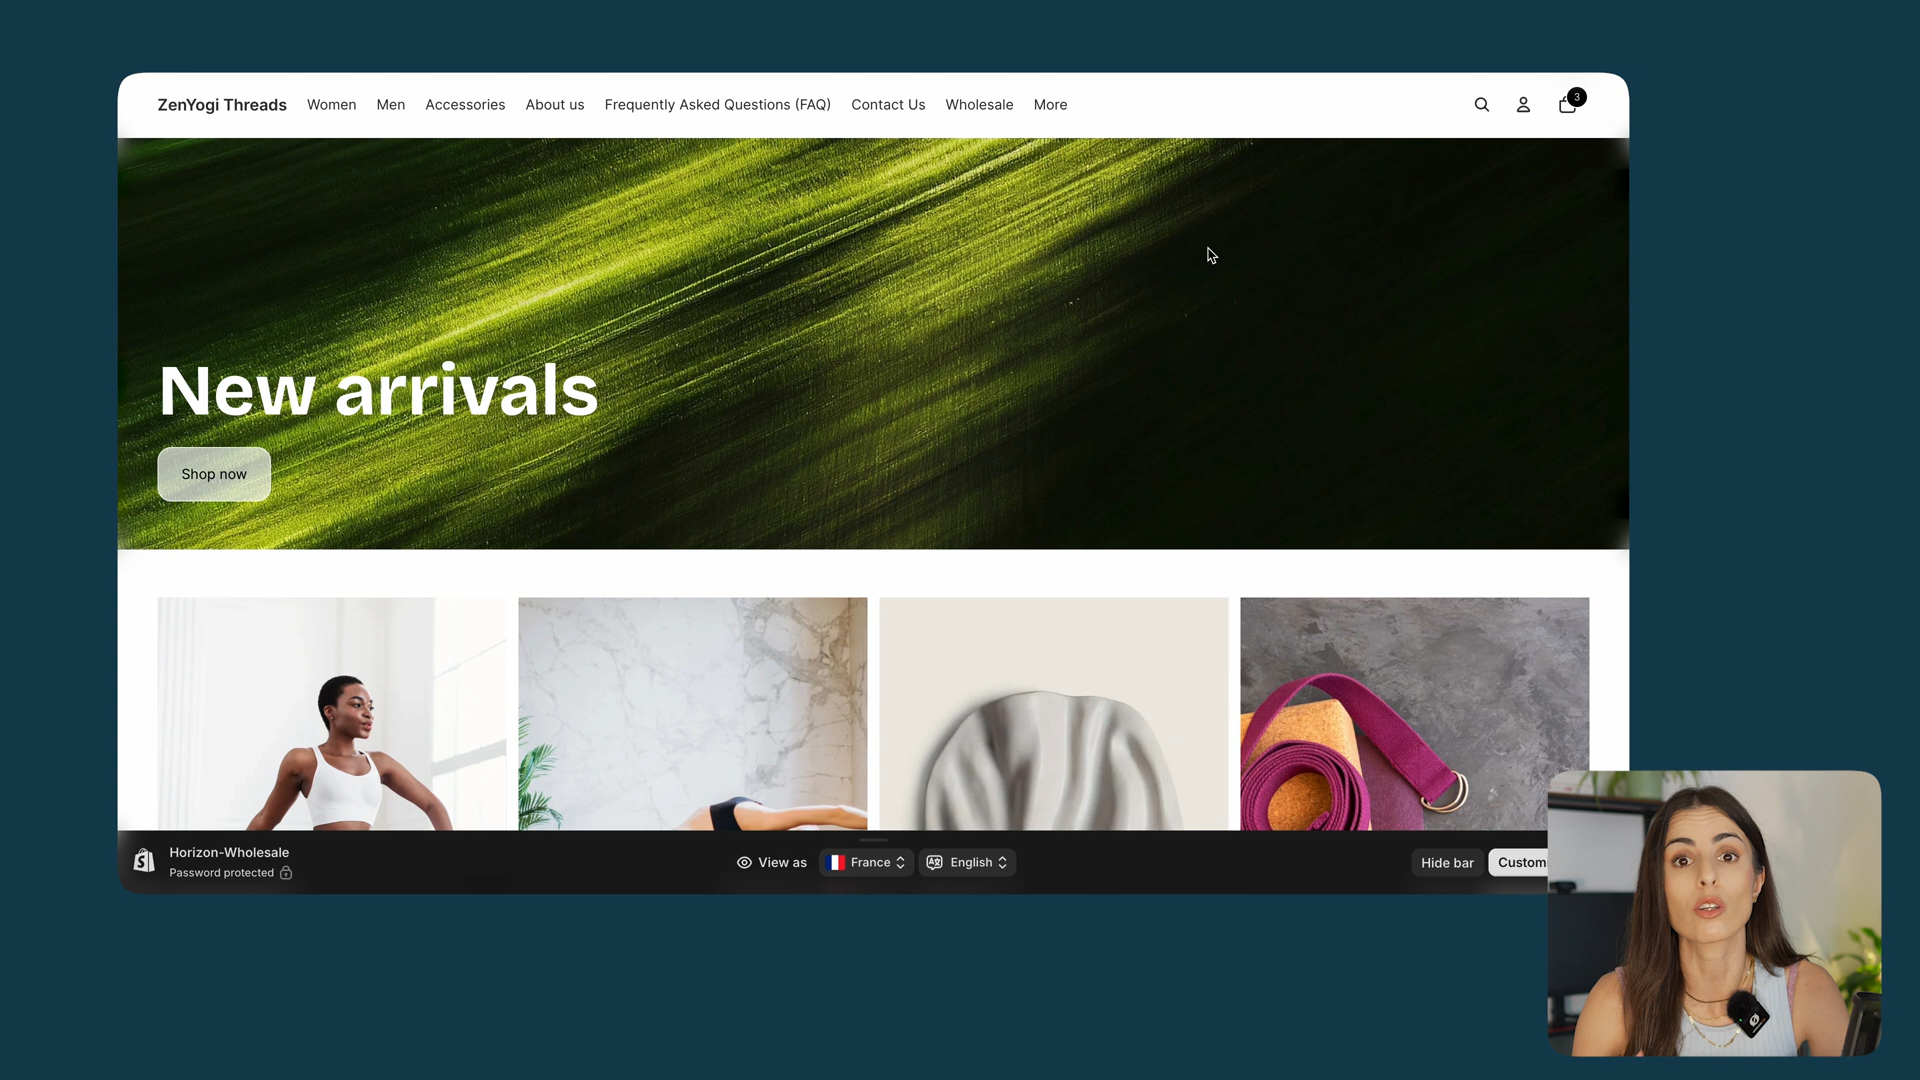 ZenYogi Threads Women Men Accessories About us Frequently Asked Questions (FAQ) Contact Us Wholesale More 3
New arrivals
Shop now
Horizon-Wholesale
Password protected
View as France English Hide bar Custom